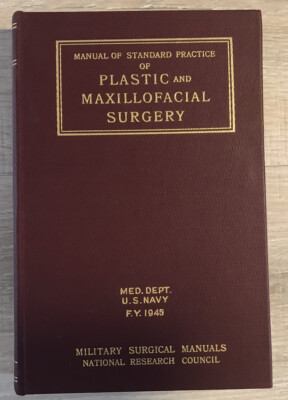 MANUAL OF STANDARD PRACTICE
OF
PLASTIC AND
MAXILLOFACIAL
SURGERY
MED. DEPT.
U.S. NAVY
F.Y. 1945
MILITARY SURGICAL MANUALS
NATIONAL RESEARCH COUNCIL